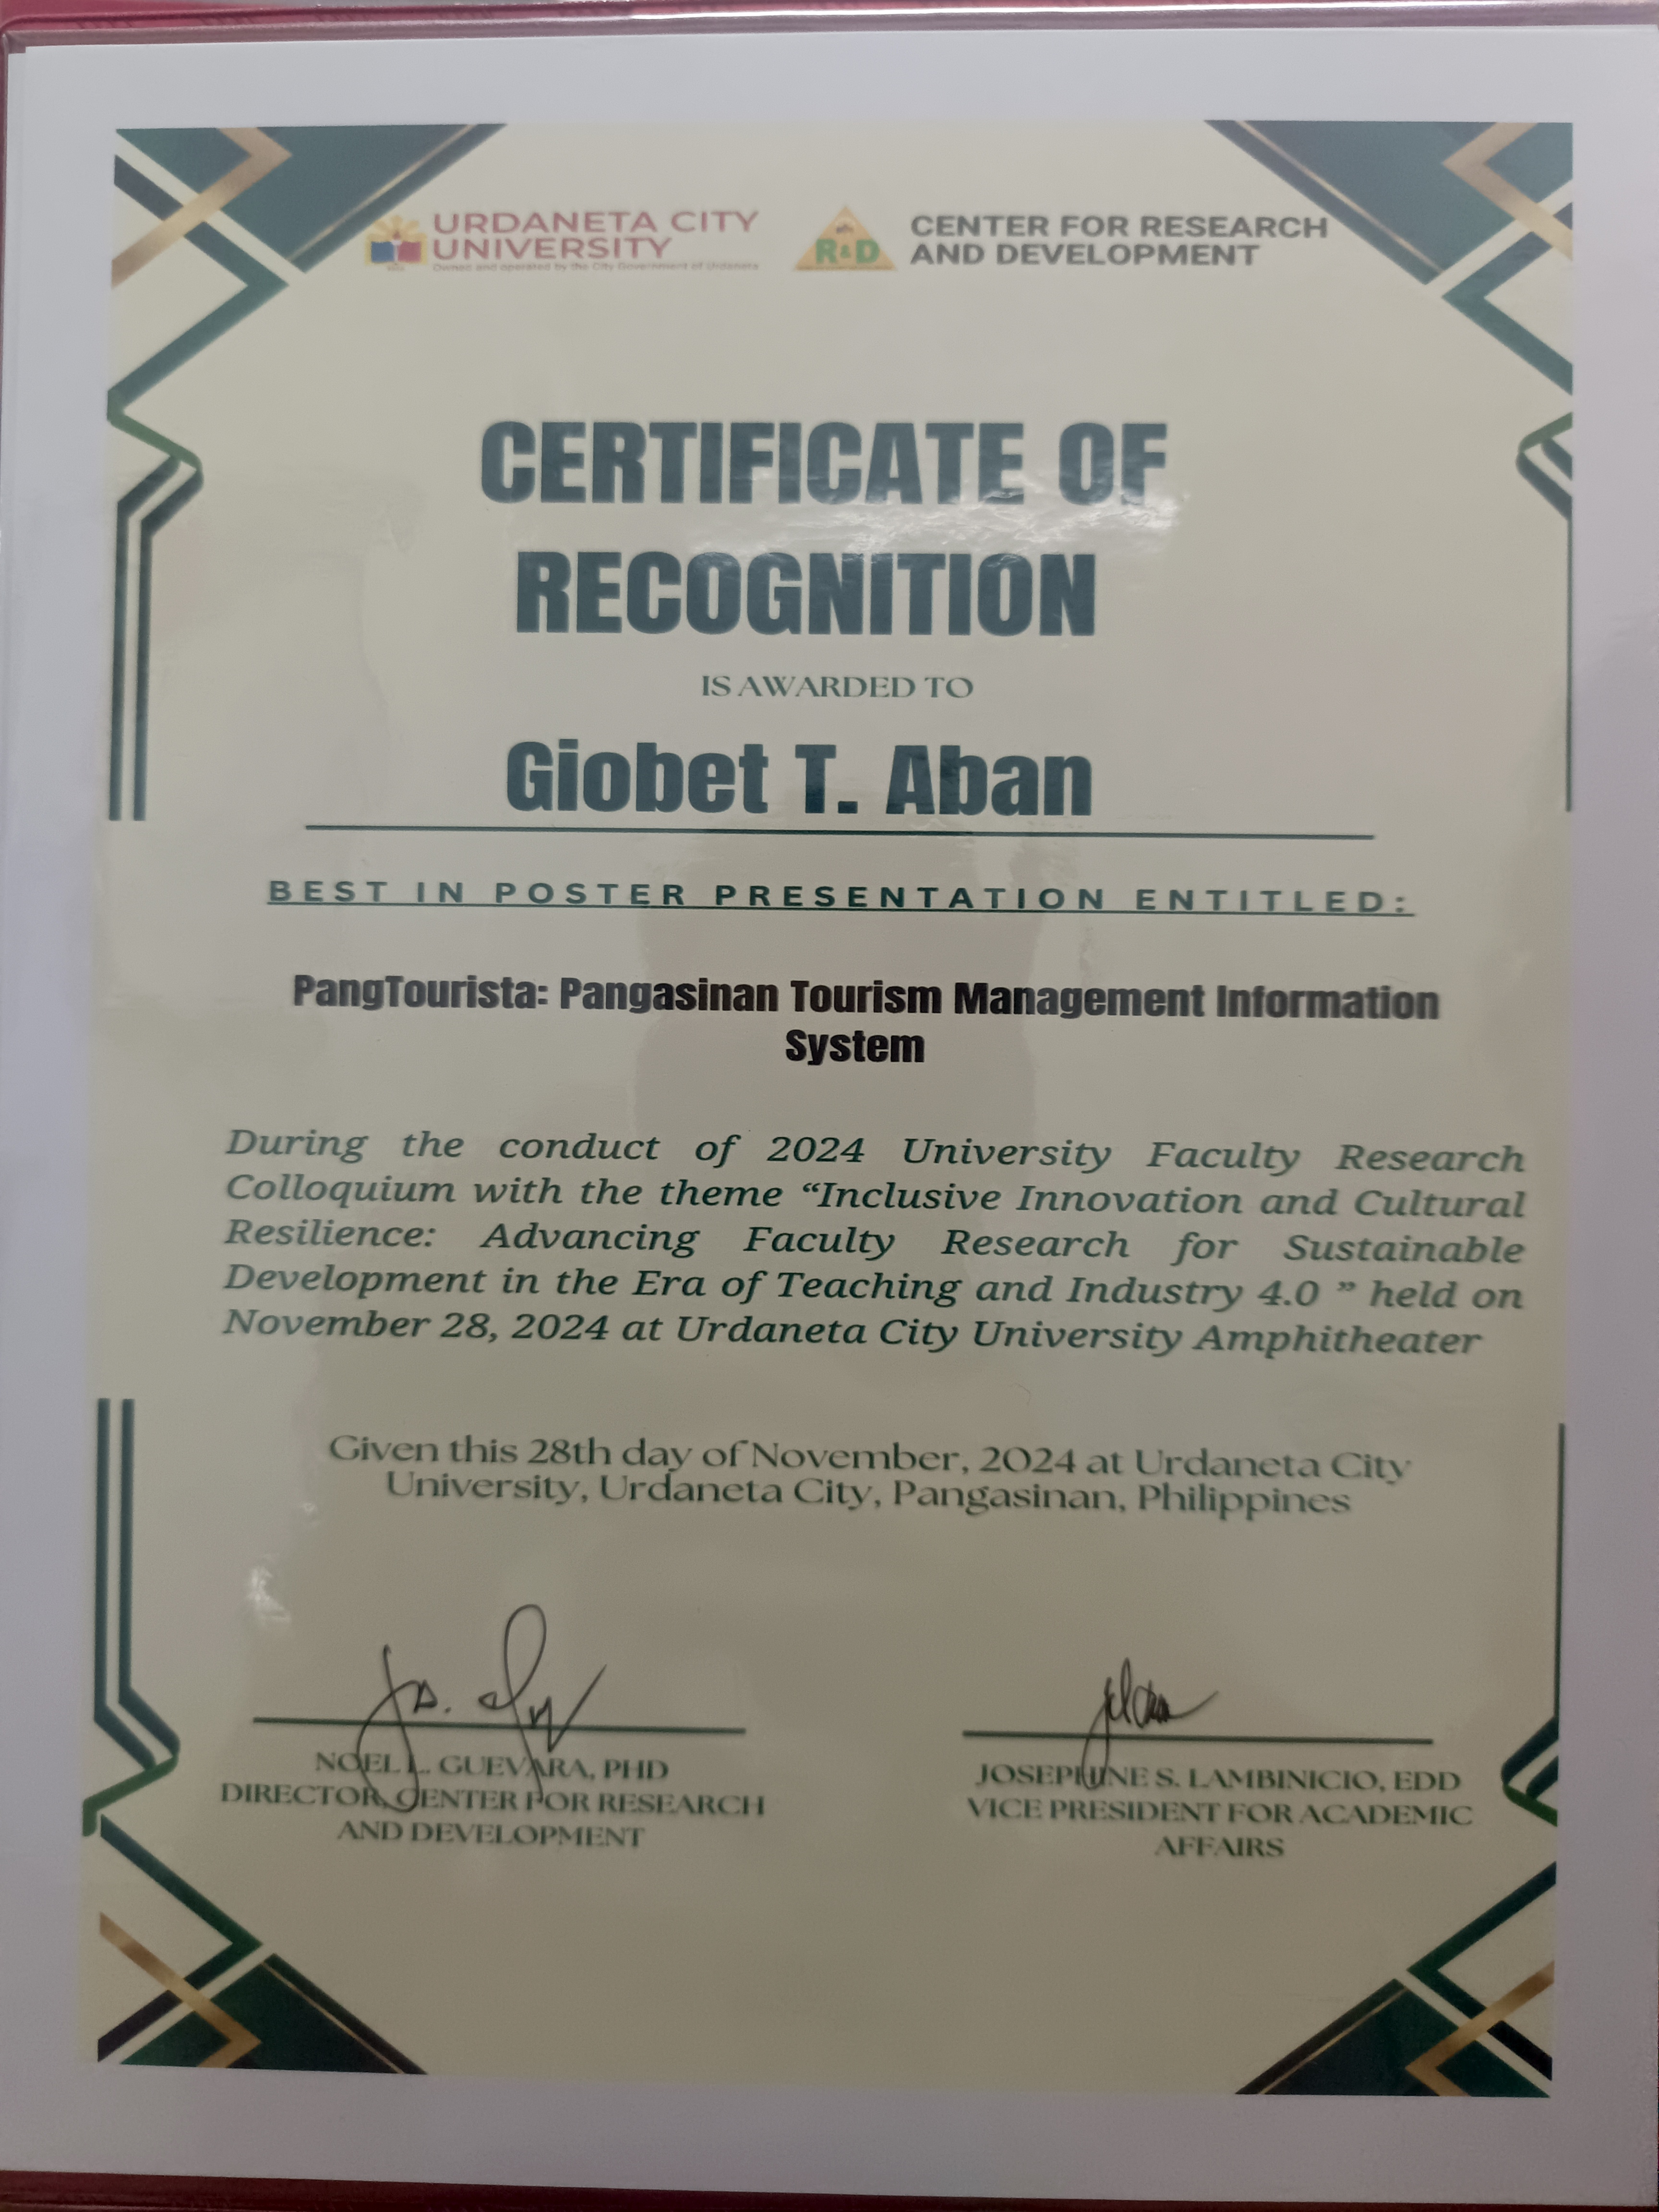 URDANETA CITY
UNIVERSITY
Owned and operated by the City Government of Urdaneta
R&D
CENTER FOR RESEARCH
AND DEVELOPMENT
CERTIFICATE OF
RECOGNITION
IS AWARDED TO
Giobet T. Aban
BEST IN POSTER PRESENTATION ENTITLED:
PangTourista: Pangasinan Tourism Management Information
System
During the conduct of 2024 University Faculty Research
Colloquium with the theme “Inclusive Innovation and Cultural
Resilience: Advancing Faculty Research for Sustainable
Development in the Era of Teaching and Industry 4.0 ” held on
November 28, 2024 at Urdaneta City University Amphitheater
Given this 28th day of November, 2024 at Urdaneta City
University, Urdaneta City, Pangasinan, Philippines
NOEL L. GUEVARA, PHD
DIRECTOR, CENTER FOR RESEARCH
AND DEVELOPMENT
JOSEPHINE S. LAMBINICIO, EDD
VICE PRESIDENT FOR ACADEMIC
AFFAIRS